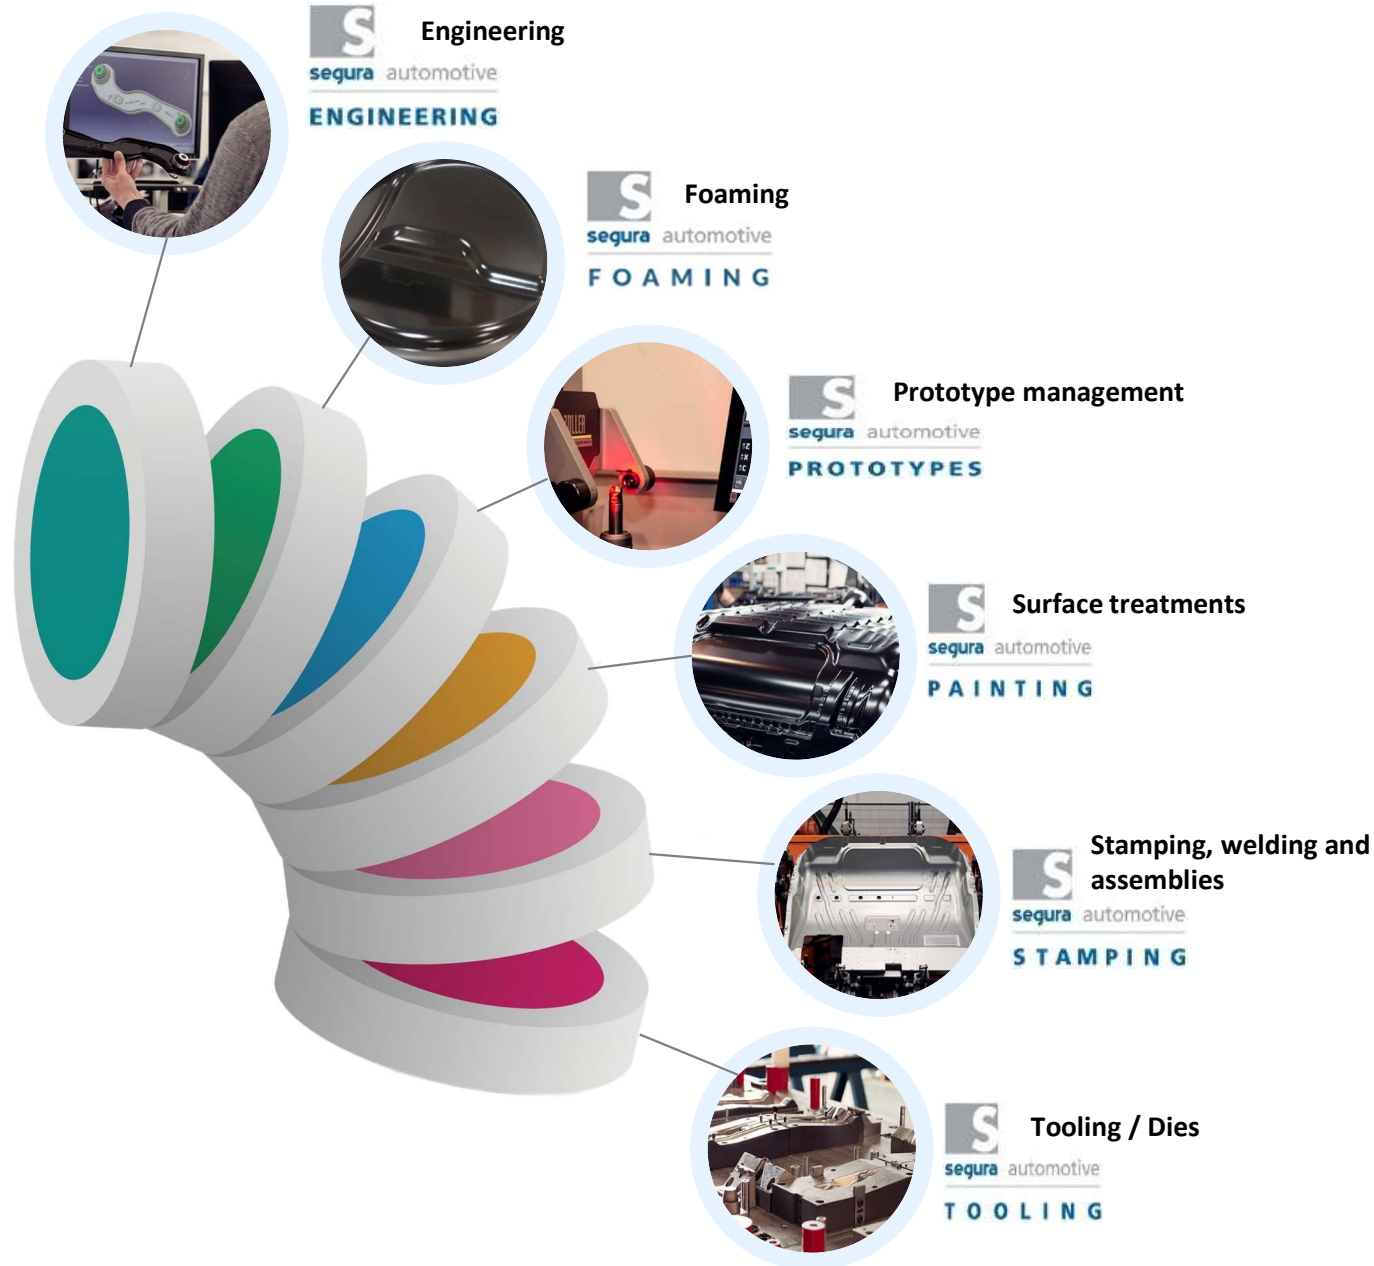 S
Engineering
segura automotive
ENGINEERING
S
Foaming
segura automotive
FOAMING
S
Prototype management
segura automotive
PROTOTYPES
OLLER
S
Surface treatments
segura automotive
PAINTING
S
Stamping, welding and
assemblies
segura automotive
STAMPING
S
Tooling / Dies
segura automotive
TOOLING